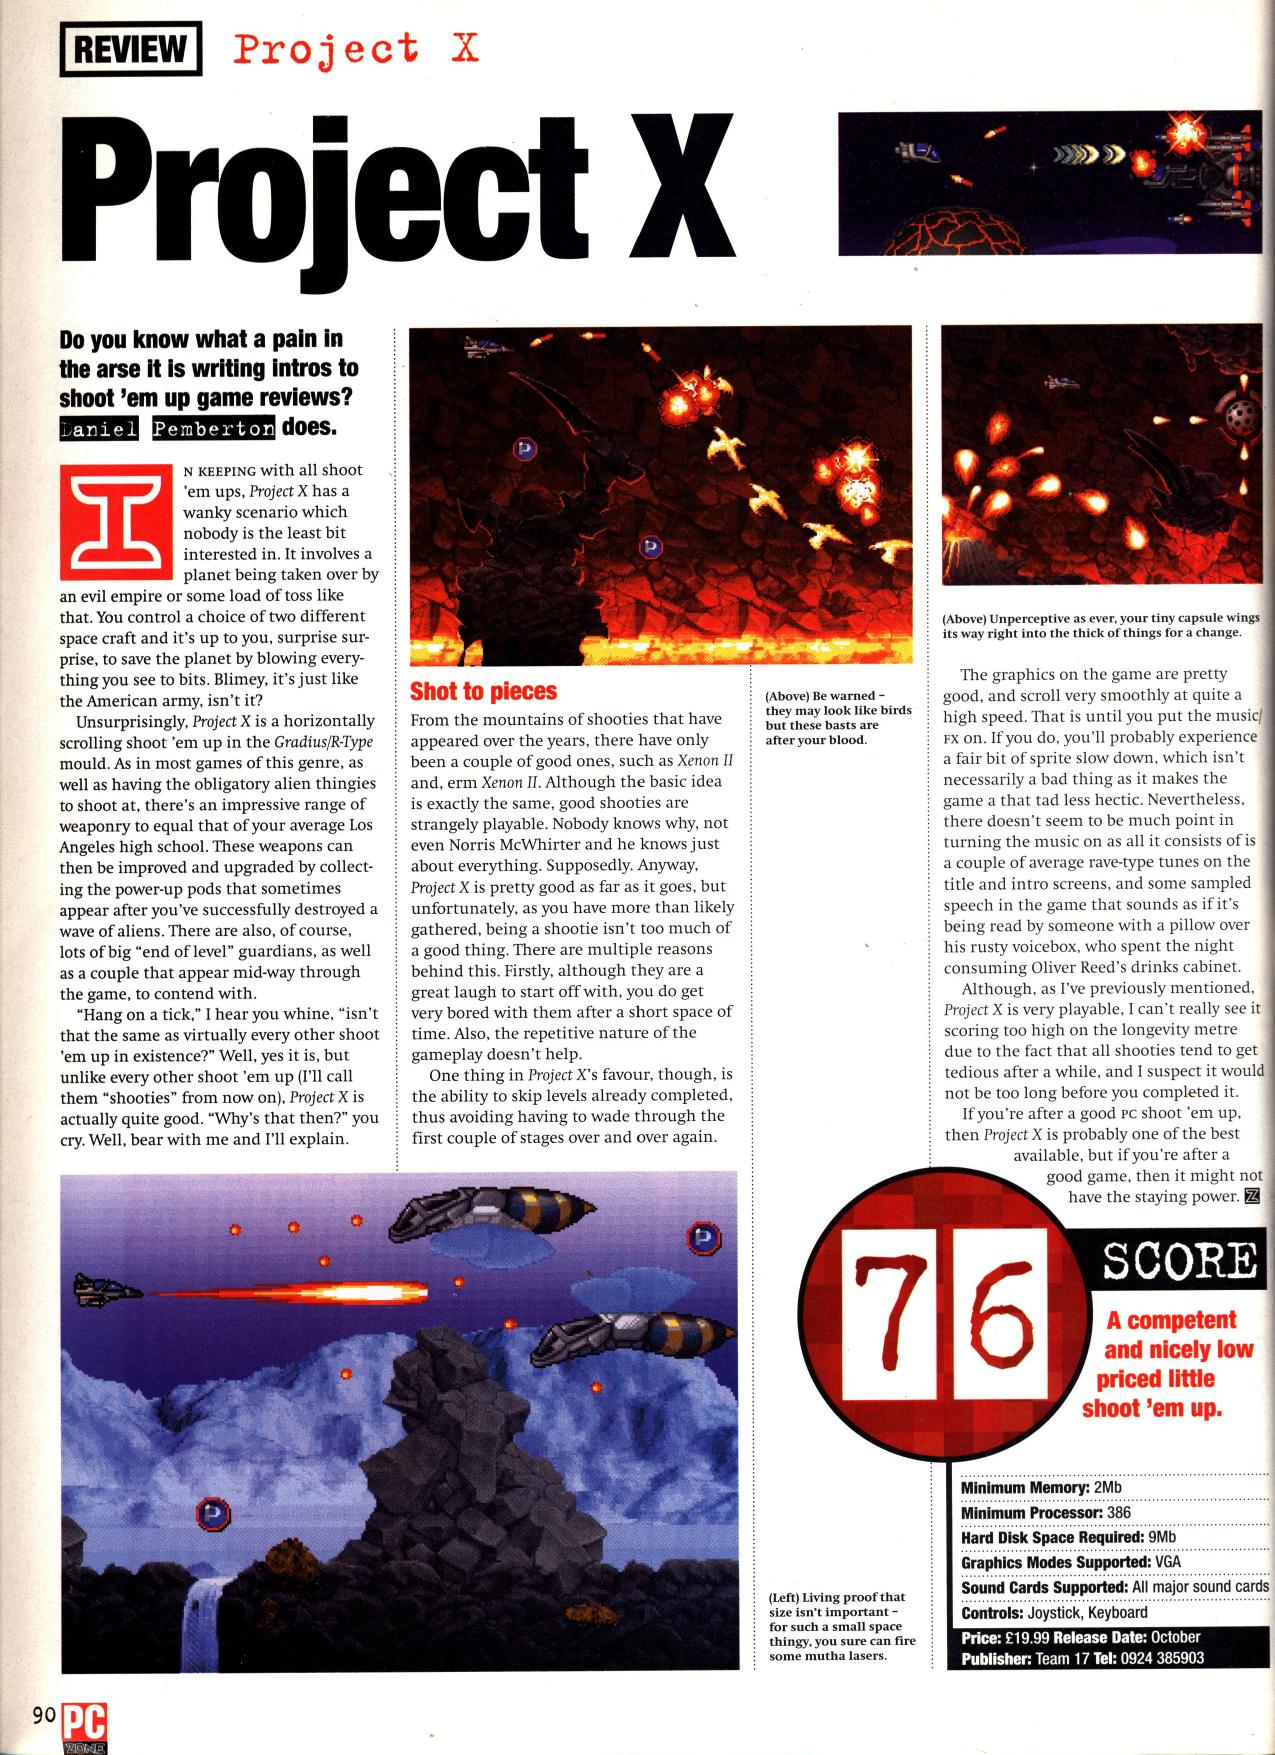 REVIEW Project X
Project X
Do you know what a pain in
the arse it is writing intros to
shoot 'em up game reviews?
Daniel Pemberton does.
IN KEEPING with all shoot
'em ups, Project X has a
wanky scenario which
nobody is the least bit
interested in. It involves a
planet being taken over by
an evil empire or some load of toss like
that. You control a choice of two different
space craft and it's up to you, surprise sur-
prise, to save the planet by blowing every-
thing you see to bits. Blimey, it's just like
the American army, isn't it?
Unsurprisingly, Project X is a horizontally
scrolling shoot 'em up in the Gradius/R-Type
mould. As in most games of this genre, as
well as having the obligatory alien thingies
to shoot at, there's an impressive range of
weaponry to equal that of your average Los
Angeles high school. These weapons can
then be improved and upgraded by collect-
ing the power-up pods that sometimes
appear after you've successfully destroyed a
wave of aliens. There are also, of course,
lots of big “end of level” guardians, as well
as a couple that appear mid-way through
the game, to contend with.
“Hang on a tick,” I hear you whine, “isn't
that the same as virtually every other shoot
'em up in existence?” Well, yes it is, but
unlike every other shoot 'em up (I'll call
them “shooties” from now on), Project X is
actually quite good. “Why's that then?” you
cry. Well, bear with me and I'll explain.
P
P
Shot to pieces
From the mountains of shooties that have
appeared over the years, there have only
been a couple of good ones, such as Xenon II
and, erm Xenon II. Although the basic idea
is exactly the same, good shooties are
strangely playable. Nobody knows why, not
even Norris McWhirter and he knows just
about everything. Supposedly. Anyway,
Project X is pretty good as far as it goes, but
unfortunately, as you have more than likely
gathered, being a shootie isn't too much of
a good thing. There are multiple reasons
behind this. Firstly, although they are a
great laugh to start off with, you do get
very bored with them after a short space of
time. Also, the repetitive nature of the
gameplay doesn't help.
One thing in Project X's favour, though, is
the ability to skip levels already completed,
thus avoiding having to wade through the
first couple of stages over and over again.
(Above) Be warned –
they may look like birds
but these basts are
after your blood.
(Above) Unperceptive as ever, your tiny capsule wings
its way right into the thick of things for a change.
The graphics on the game are pretty
good, and scroll very smoothly at quite a
high speed. That is until you put the music/
FX on. If you do, you'll probably experience
a fair bit of sprite slow down, which isn't
necessarily a bad thing as it makes the
game a that tad less hectic. Nevertheless,
there doesn't seem to be much point in
turning the music on as all it consists of is
a couple of average rave-type tunes on the
title and intro screens, and some sampled
speech in the game that sounds as if it's
being read by someone with a pillow over
his rusty voicebox, who spent the night
consuming Oliver Reed's drinks cabinet.
Although, as I've previously mentioned,
Project X is very playable, I can't really see it
scoring too high on the longevity metre
due to the fact that all shooties tend to get
tedious after a while, and I suspect it would
not be too long before you completed it.
If you're after a good PC shoot 'em up,
then Project X is probably one of the best
available, but if you're after a
good game, then it might not
have the staying power. Z
P
P
76
SCORE
A competent
and nicely low
priced little
shoot 'em up.
(Left) Living proof that
size isn't important –
for such a small space
thingy, you sure can fire
some mutha lasers.
Minimum Memory: 2Mb
Minimum Processor: 386
Hard Disk Space Required: 9Mb
Graphics Modes Supported: VGA
Sound Cards Supported: All major sound cards
Controls: Joystick, Keyboard
Price: £19.99 Release Date: October
Publisher: Team 17 Tel: 0924 385903
90 PC
ZONE